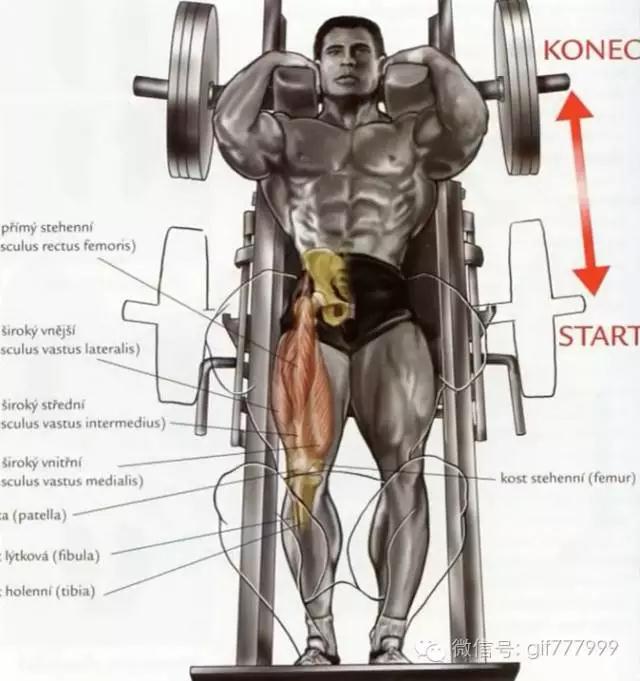 KONEC
přímý stehenní
sculus rectus femoris)
START
široký vnější
sculus vastus lateralis)
široký střední
sculus vastus intermedius)
široký vnitřní
sculus vastus medialis)
kost stehenní (femur)
ka (patella)
t lýtková (fibula)
t holenní (tibia)
微信号: gif777999